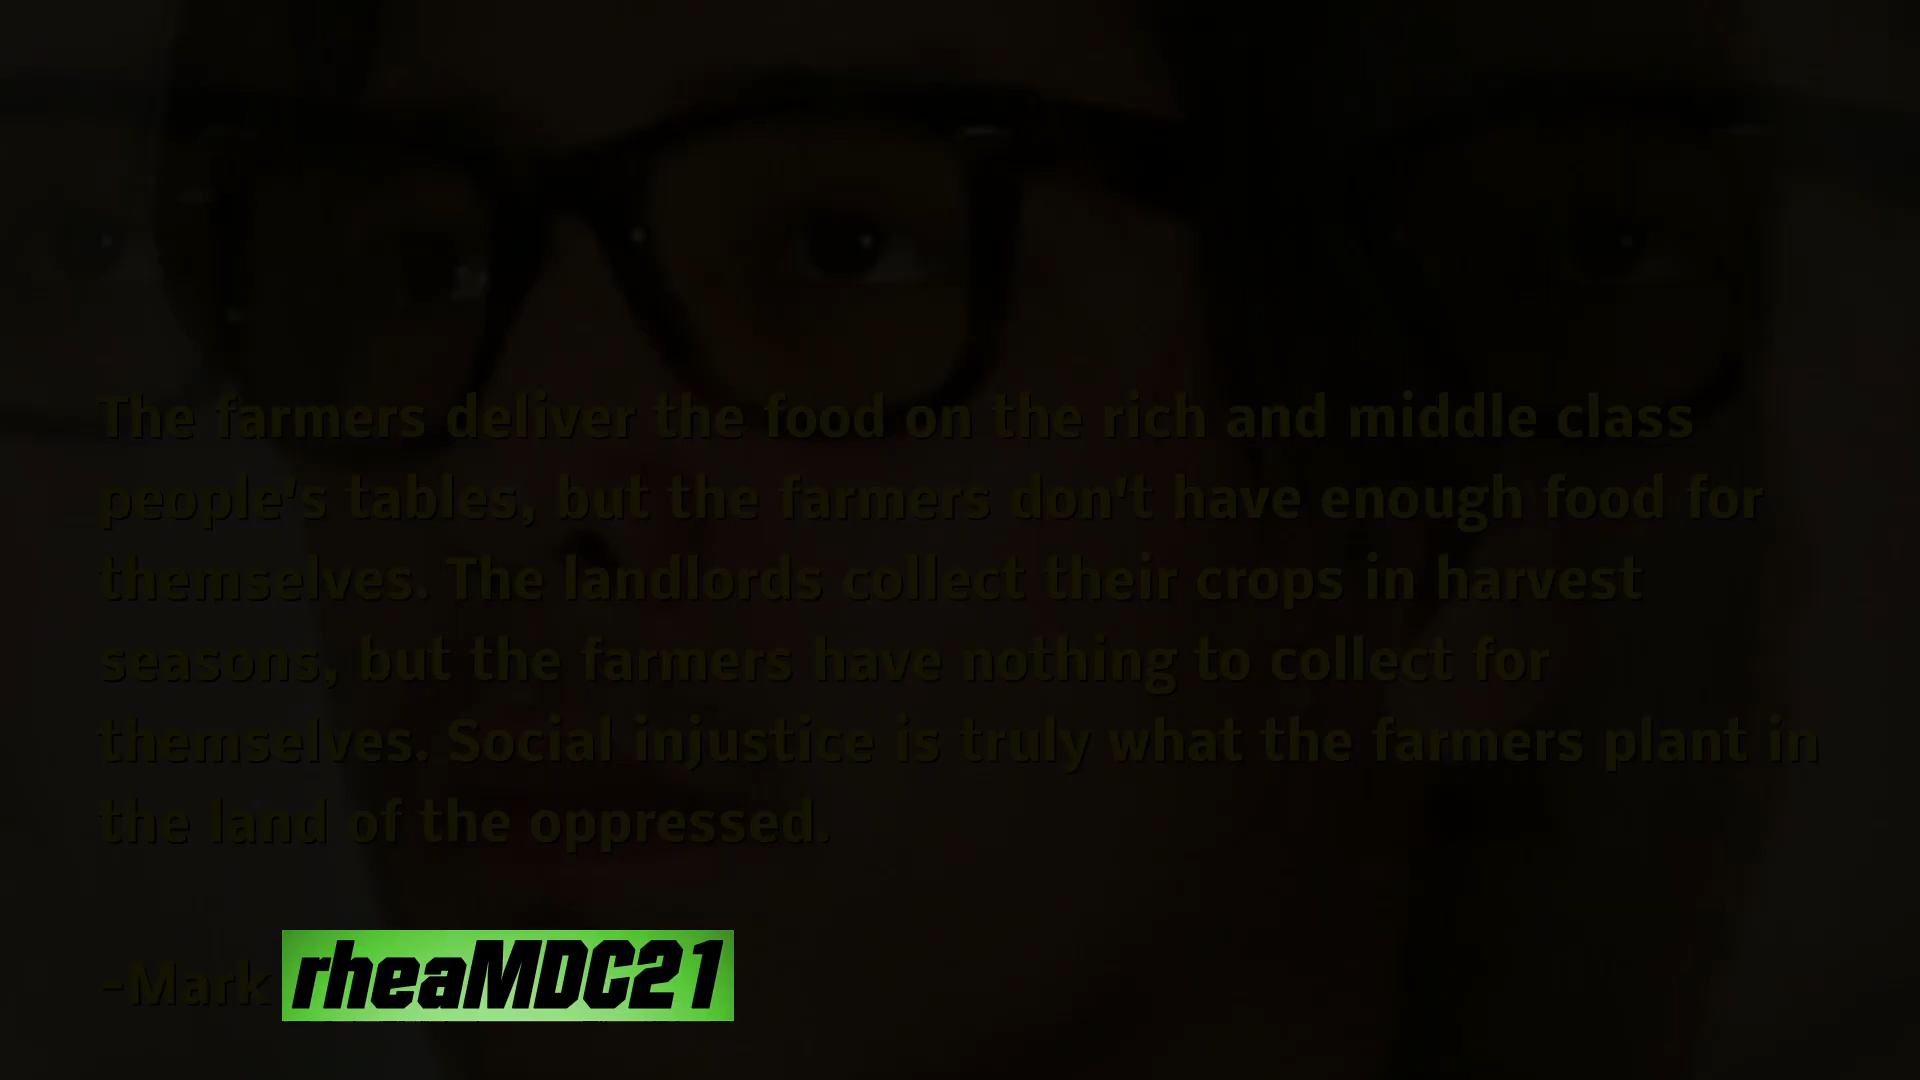 The farmers deliver the food on the rich and middle class
people's tables, but the farmers don't have enough food for
themselves. The landlords collect their crops in harvest
seasons, but the farmers have nothing to collect for
themselves. Social injustice is truly what the farmers plant in
the land of the oppressed.
-Mark rheaMDC21